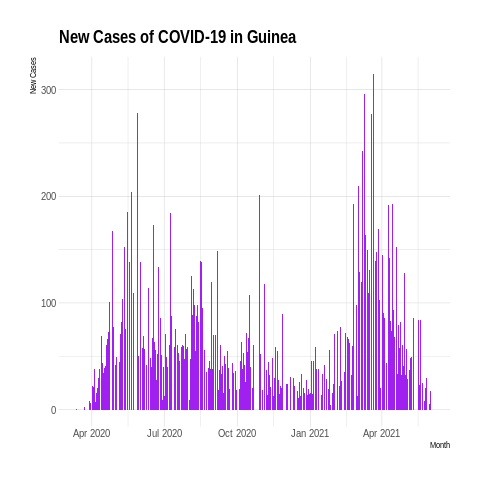 New Cases of COVID-19 in Guinea
New Cases
300
200
100
0
Apr 2020
Jul 2020
Oct 2020
Jan 2021
Apr 2021
Month